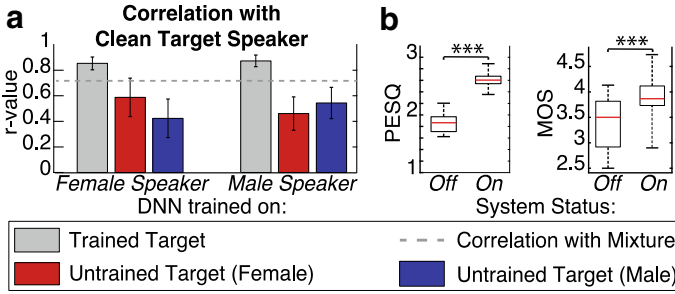 a
Correlation with
Clean Target Speaker
r-value
1
0.8
0.6
0.4
0.2
0
Female Speaker
Male Speaker
DNN trained on:
b
PESQ
3
2
1
***
Off
On
MOS
4.5
3.5
2.5
***
Off
On
System Status:
Trained Target
Correlation with Mixture
Untrained Target (Female)
Untrained Target (Male)